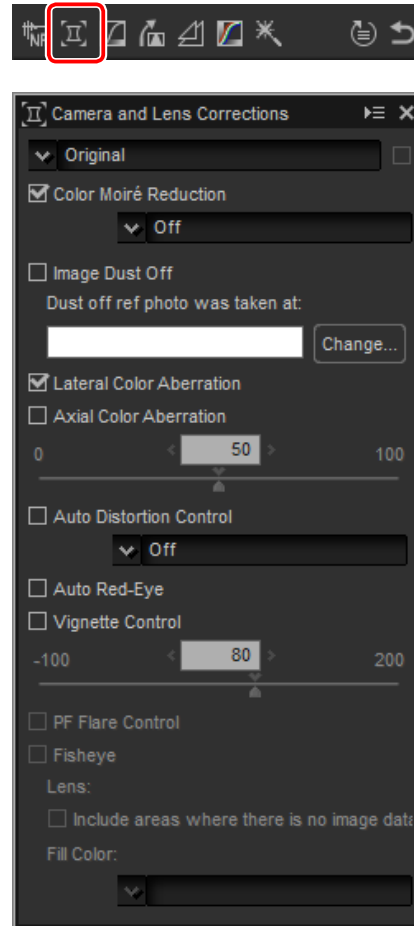 NR
Camera and Lens Corrections
Original
Color Moiré Reduction
Off
Image Dust Off
Dust off ref photo was taken at:
Change...
Lateral Color Aberration
Axial Color Aberration
0 50 100
Auto Distortion Control
Off
Auto Red-Eye
Vignette Control
-100 80 200
PF Flare Control
Fisheye
Lens:
Include areas where there is no image data
Fill Color: